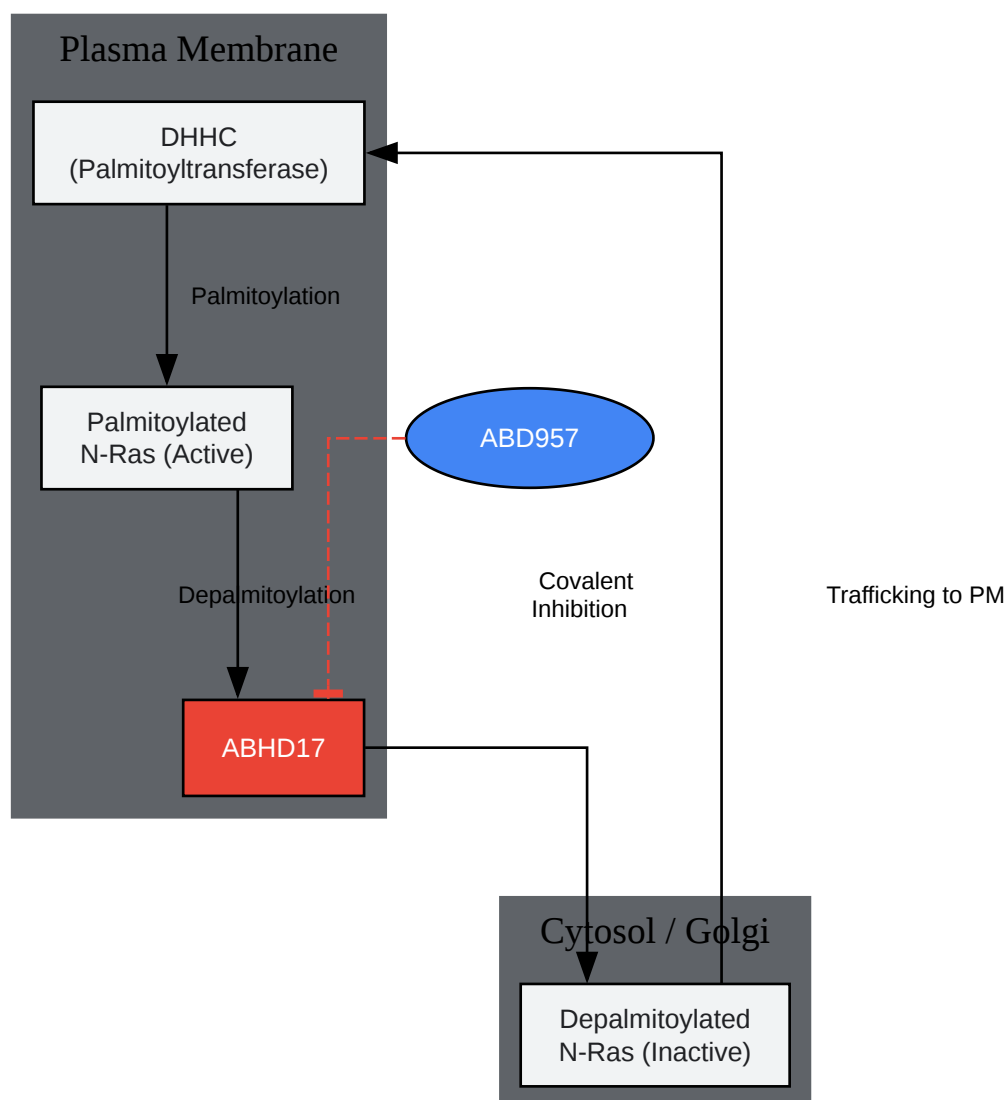 Plasma Membrane
DHHC
(Palmitoyltransferase)
Palmitoylation
Palmitoylated
N-Ras (Active)
ABD957
Depalmitoylation
Covalent
Inhibition
Trafficking to PM
ABHD17
Cytosol / Golgi
Depalmitoylated
N-Ras (Inactive)